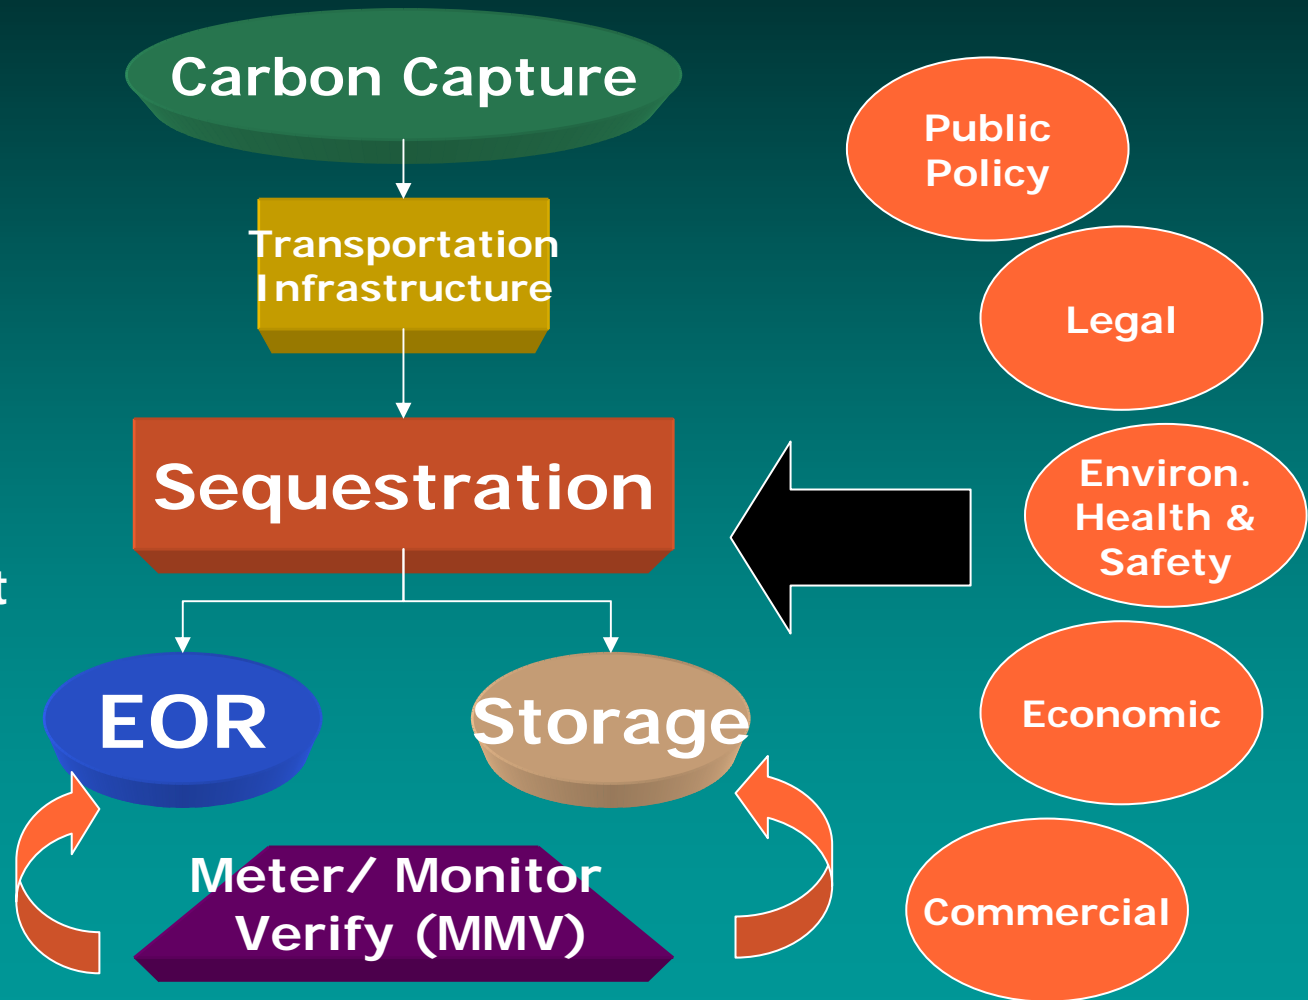 Carbon Capture
Transportation
Infrastructure
Sequestration
t
EOR
Storage
Meter/ Monitor
Verify (MMV)
Public
Policy
Legal
Environ.
Health &
Safety
Economic
Commercial